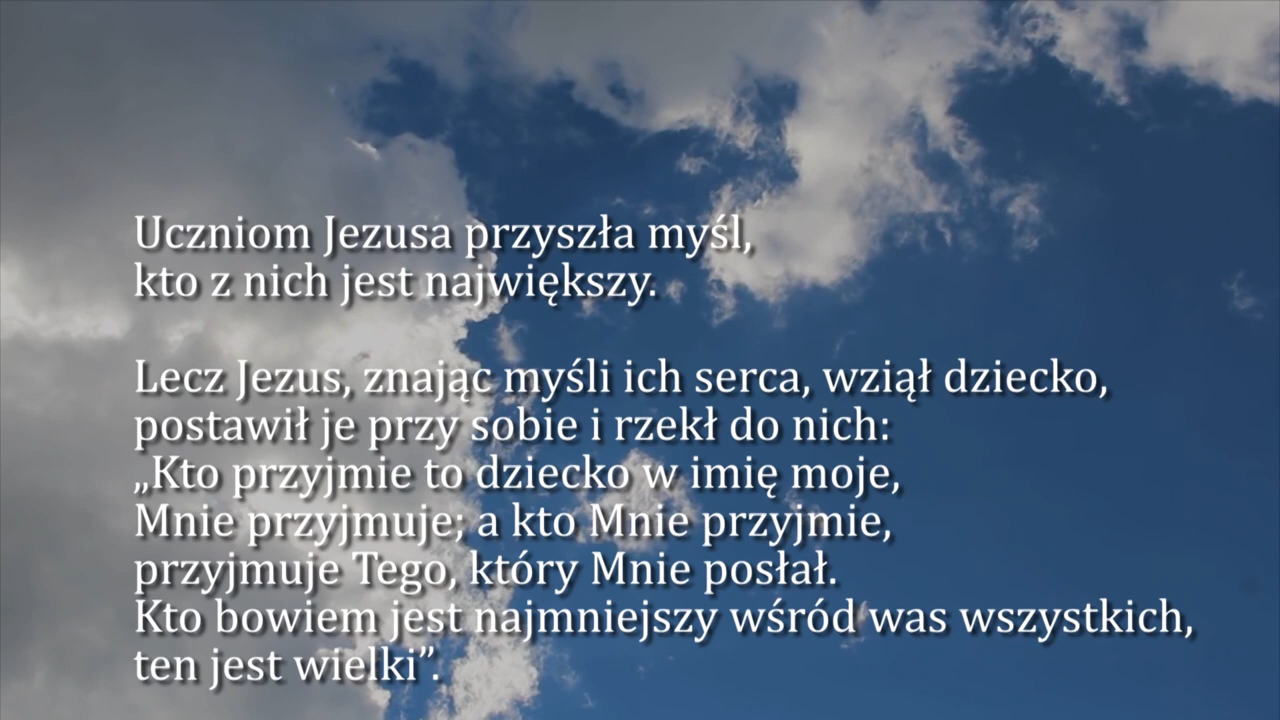 Uczniom Jezusa przyszła myśl,
kto z nich jest największy.
Lecz Jezus, znając myśli ich serca, wziął dziecko,
postawił je przy sobie i rzekł do nich:
„Kto przyjmie to dziecko w imię moje,
Mnie przyjmuje; a kto Mnie przyjmie,
przyjmuje Tego, który Mnie posłał.
Kto bowiem jest najmniejszy wśród was wszystkich,
ten jest wielki”.